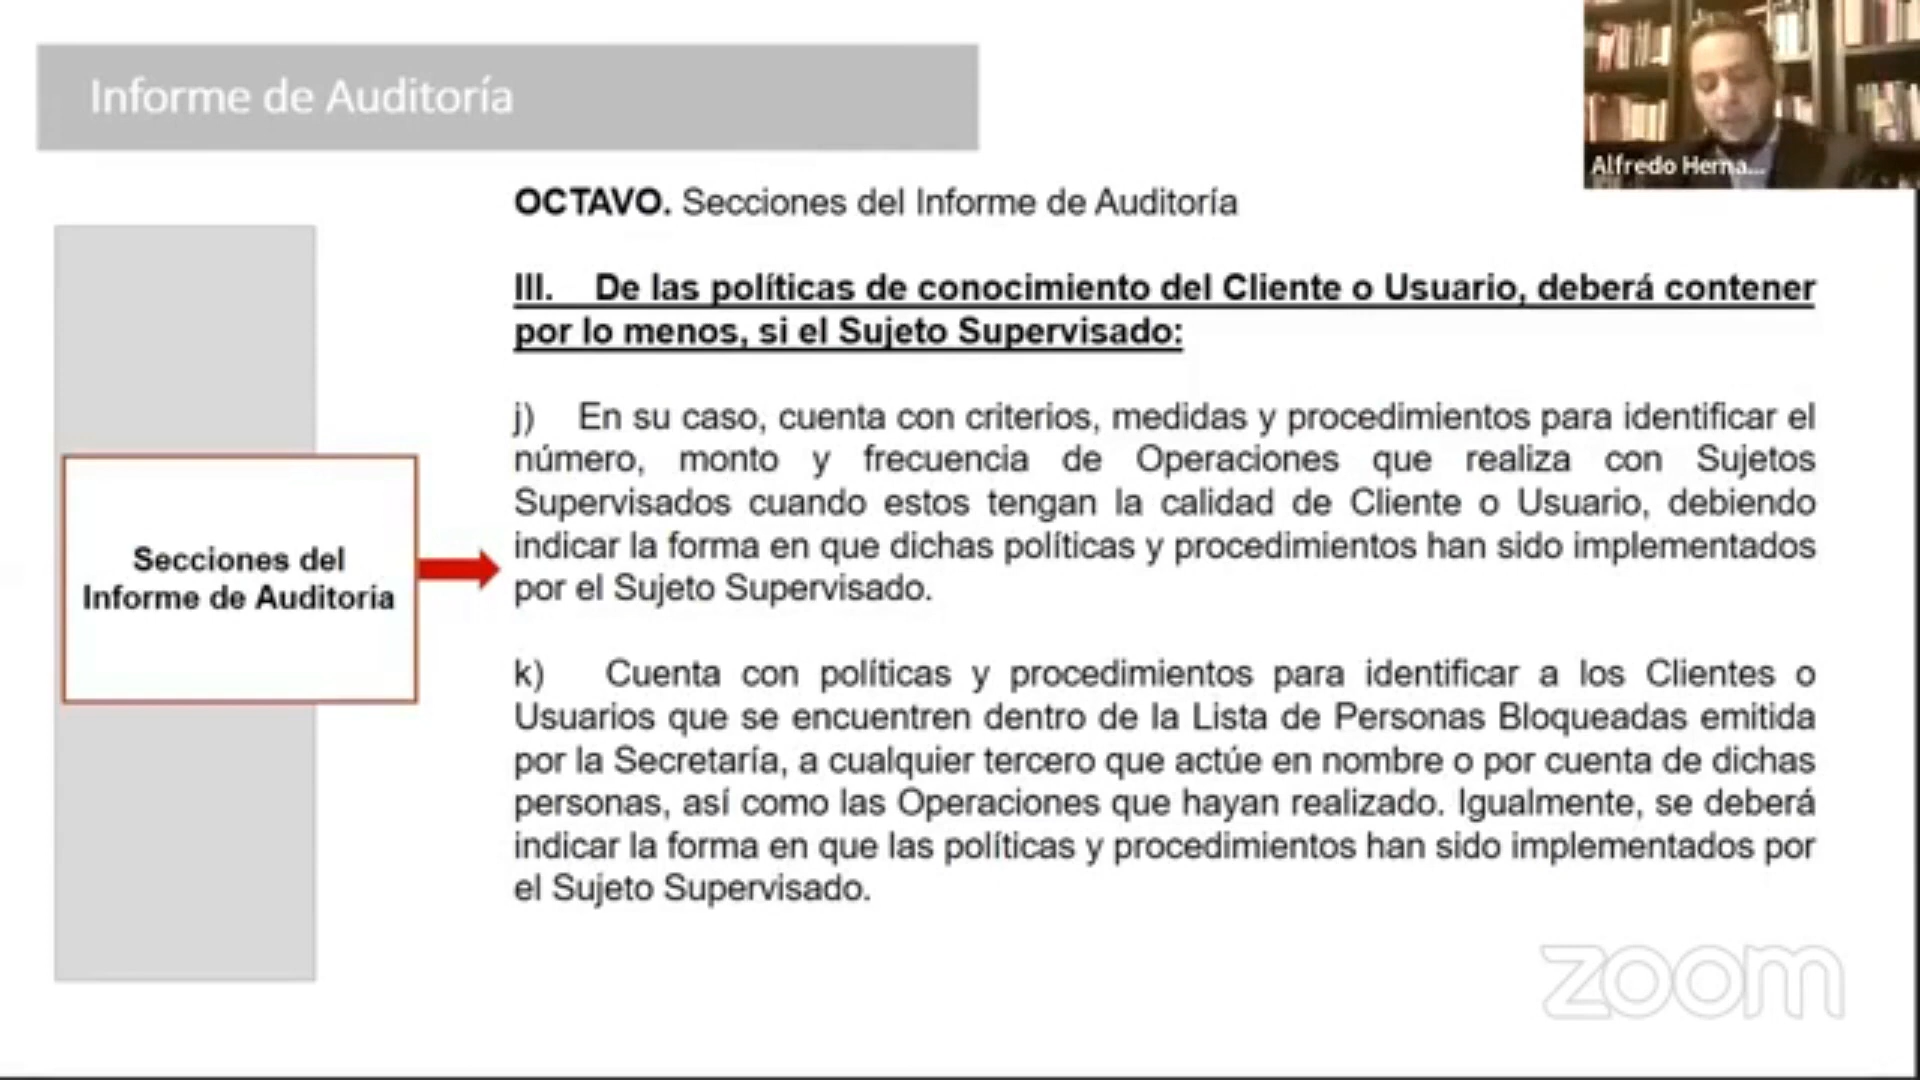 Informe de Auditoría
Alfredo Herna...
OCTAVO. Secciones del Informe de Auditoría
III. De las políticas de conocimiento del Cliente o Usuario, deberá contener
por lo menos, si el Sujeto Supervisado:
j) En su caso, cuenta con criterios, medidas y procedimientos para identificar el
número, monto y frecuencia de Operaciones que realiza con Sujetos
Supervisados cuando estos tengan la calidad de Cliente o Usuario, debiendo
indicar la forma en que dichas políticas y procedimientos han sido implementados
por el Sujeto Supervisado.
Secciones del
Informe de Auditoria
k) Cuenta con políticas y procedimientos para identificar a los Clientes o
Usuarios que se encuentren dentro de la Lista de Personas Bloqueadas emitida
por la Secretaría, a cualquier tercero que actúe en nombre o por cuenta de dichas
personas, así como las Operaciones que hayan realizado. Igualmente, se deberá
indicar la forma en que las políticas y procedimientos han sido implementados por
el Sujeto Supervisado.
zoom